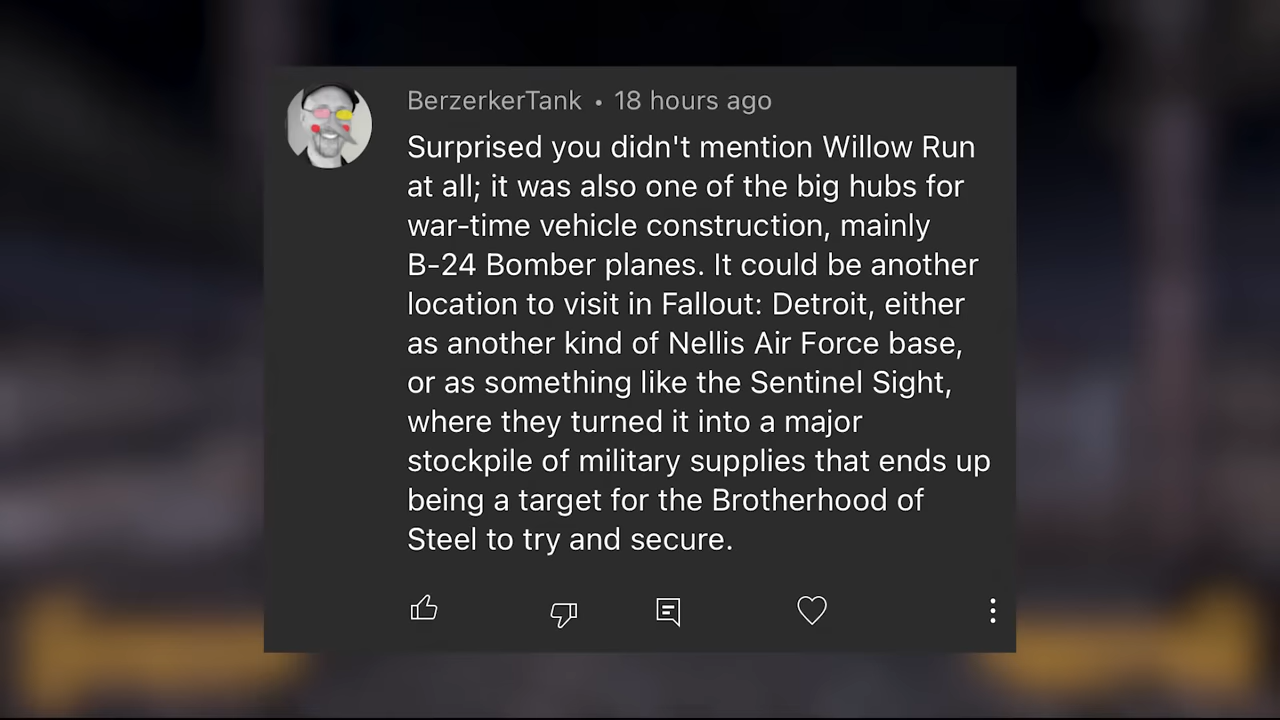 BerzerkerTank • 18 hours ago
Surprised you didn't mention Willow Run
at all; it was also one of the big hubs for
war-time vehicle construction, mainly
B-24 Bomber planes. It could be another
location to visit in Fallout: Detroit, either
as another kind of Nellis Air Force base,
or as something like the Sentinel Sight,
where they turned it into a major
stockpile of military supplies that ends up
being a target for the Brotherhood of
Steel to try and secure.